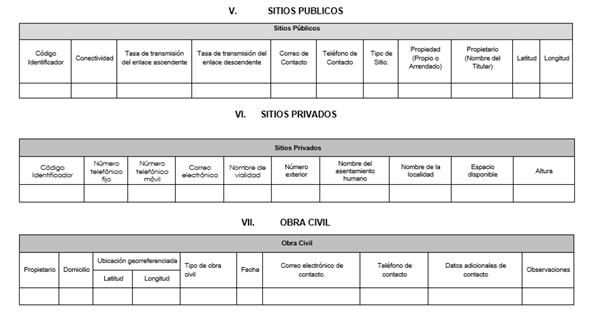 V. SITIOS PUBLICOS
Sitios Públicos
Código Identificador
Conectividad
Tasa de transmisión del enlace ascendente
Tasa de transmisión del enlace descendente
Correo de Contacto
Teléfono de Contacto
Tipo de Sitio.
Propiedad (Propio o Arrendado)
Propietario (Nombre del Titular)
Latitud
Longitud
VI. SITIOS PRIVADOS
Sitios Privados
Código Identificador
Número telefónico fijo
Número telefónico móvil
Correo electrónico
Nombre de vialidad
Número exterior
Nombre del asentamiento humano
Nombre de la localidad
Espacio disponible
Altura
VII. OBRA CIVIL
Obra Civil
Propietario
Domicilio
Ubicación georreferenciada
Latitud
Longitud
Tipo de obra civil
Fecha
Correo electrónico de contacto.
Teléfono de contacto
Datos adicionales de contacto
Observaciones